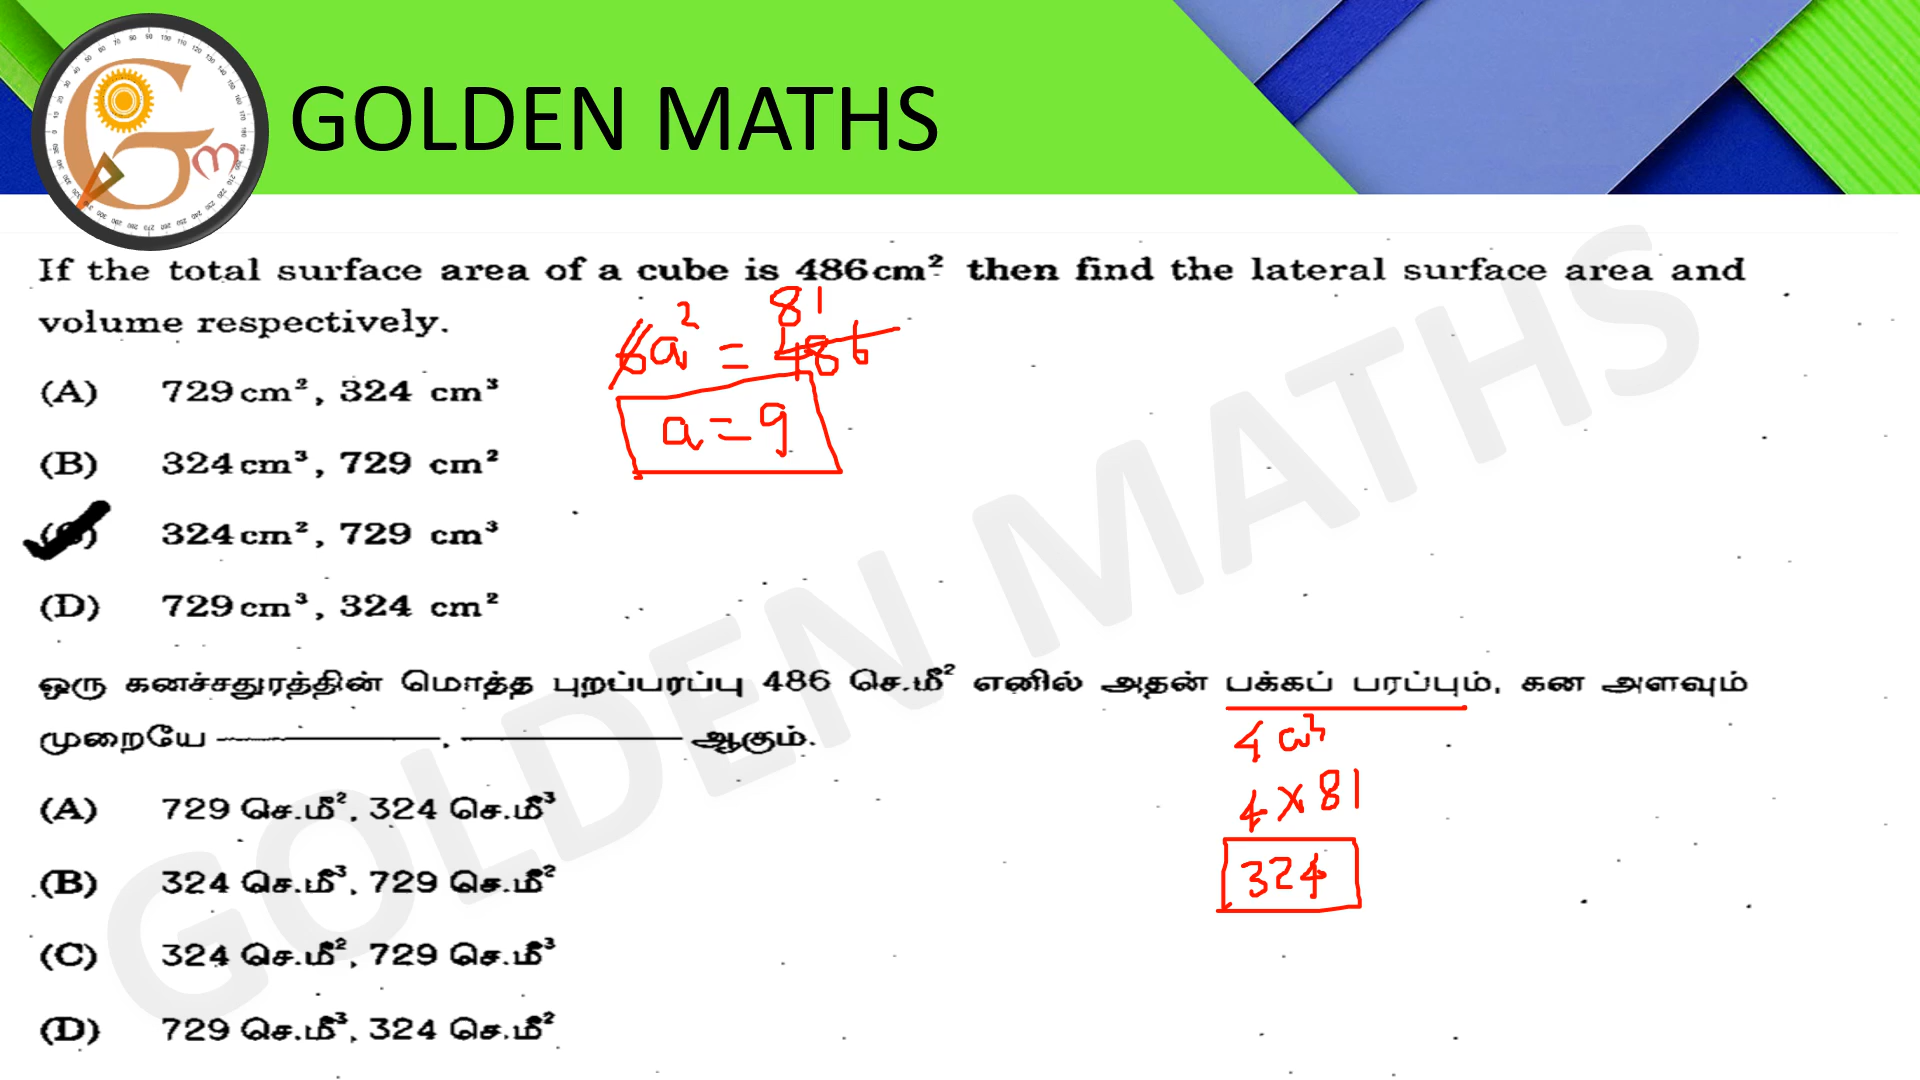 GOLDEN MATHS
If the total surface area of a cube is 486 cm² then find the lateral surface area and
volume respectively.
6a² = 486
81
a = 9
(A) 729 cm², 324 cm³
(B) 324 cm³, 729 cm²
(C) 324 cm², 729 cm³
(D) 729 cm³, 324 cm²
ஒரு கனச்சதுரத்தின் மொத்த புறப்பரப்பு 486 செ.மீ² எனில் அதன் பக்கப் பரப்பும், கன அளவும்
முறையே ————, ———— ஆகும்.
4a²
4 × 81
324
(A) 729 செ.மீ², 324 செ.மீ³
(B) 324 செ.மீ³, 729 செ.மீ²
(C) 324 செ.மீ², 729 செ.மீ³
(D) 729 செ.மீ³, 324 செ.மீ²
GOLDEN MATHS